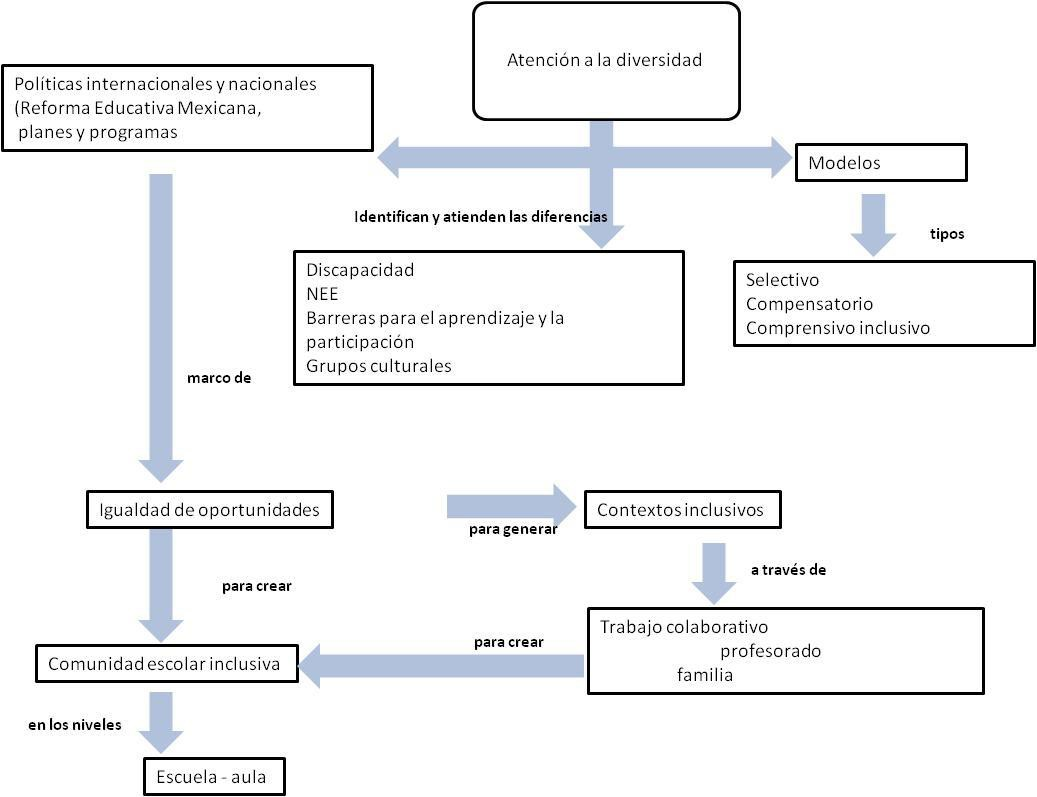 Atención a la diversidad
Políticas internacionales y nacionales
(Reforma Educativa Mexicana,
planes y programas
Modelos
Identifican y atienden las diferencias
tipos
Discapacidad
NEE
Barreras para el aprendizaje y la
participación
Grupos culturales
Selectivo
Compensatorio
Comprensivo inclusivo
marco de
Igualdad de oportunidades
para generar
Contextos inclusivos
para crear
a través de
Trabajo colaborativo
profesorado
familia
para crear
Comunidad escolar inclusiva
en los niveles
Escuela - aula